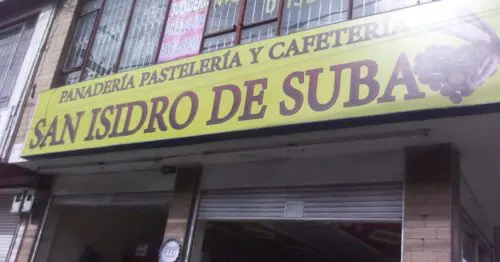 PANADERÍA PASTELERÍA Y CAFETERÍA
SAN ISIDRO DE SUBA